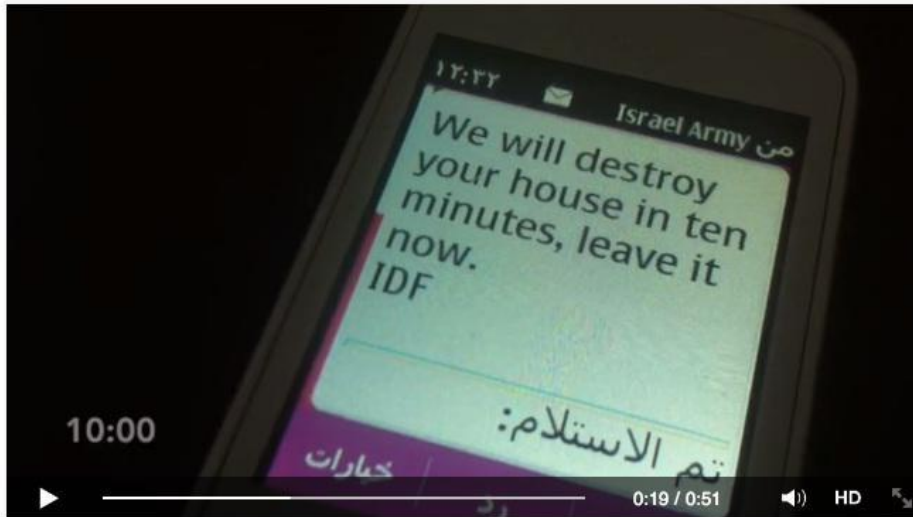 ١٢:٣٢
من Israel Army
We will destroy
your house in ten
minutes, leave it
now.
IDF
تم الاستلام:
خيارات
رد
10:00
0:19 / 0:51
HD